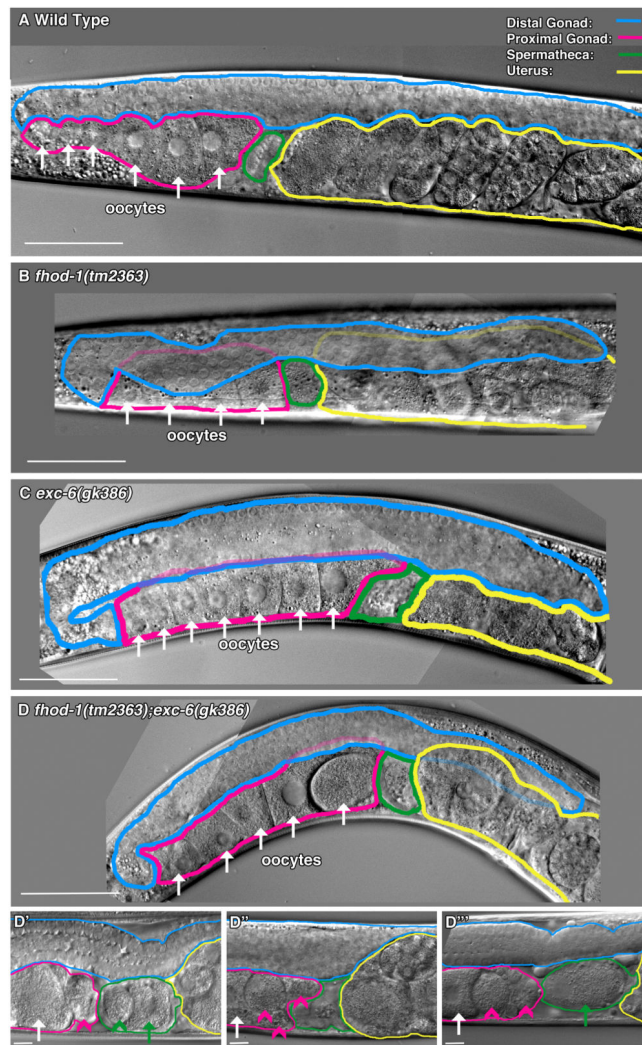 A Wild Type
Distal Gonad:
Proximal Gonad:
Spermatheca:
Uterus:
oocytes
B fhod-1(tm2363)
oocytes
C exc-6(gk386)
oocytes
D fhod-1(tm2363);exc-6(gk386)
oocytes
D' D'' D'''